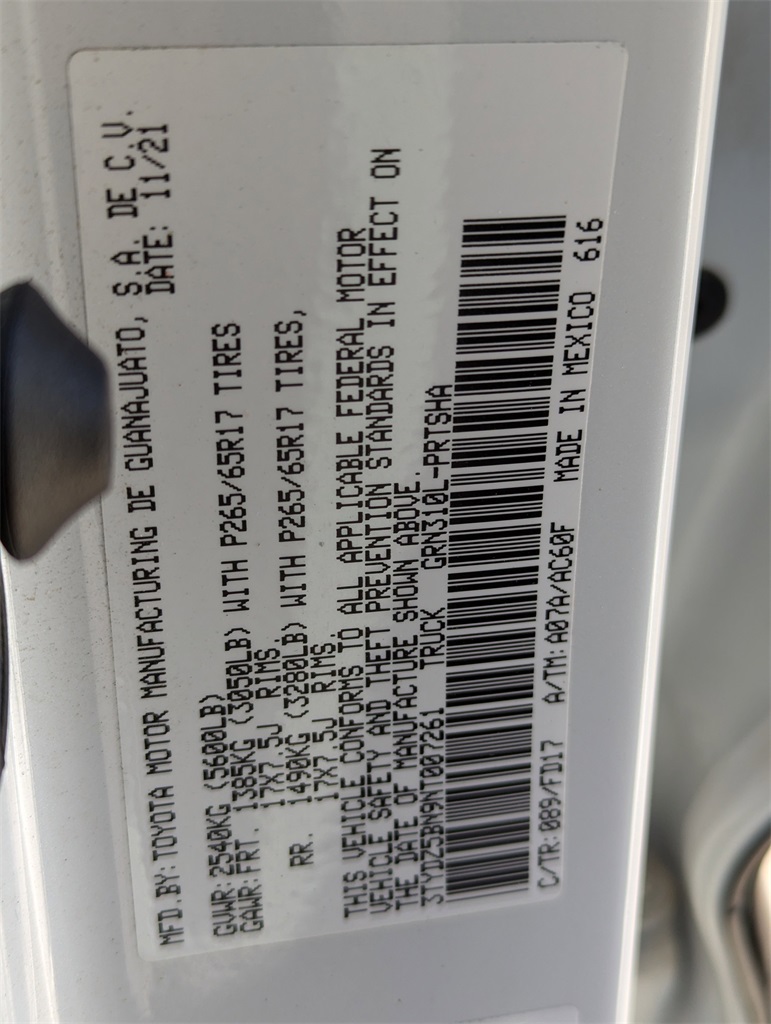 MFD.BY: TOYOTA MOTOR MANUFACTURING DE GUANAJUATO, S.A. DE C.V.
DATE: 11/21
GVWR: 2540KG (5600LB)
GAWR: FRT. 1385KG (3050LB) WITH P265/65R17 TIRES
17X7.5J RIMS.
RR. 1490KG (3280LB) WITH P265/65R17 TIRES,
17X7.5J RIMS.
THIS VEHICLE CONFORMS TO ALL APPLICABLE FEDERAL MOTOR
VEHICLE SAFETY AND THEFT PREVENTION STANDARDS IN EFFECT ON
THE DATE OF MANUFACTURE SHOWN ABOVE.
3TYDZ5BN9NT007261 TRUCK GRN310L-PRTSHA
C/TR: 089/FD17 A/TM: A07A/AC60F MADE IN MEXICO 616